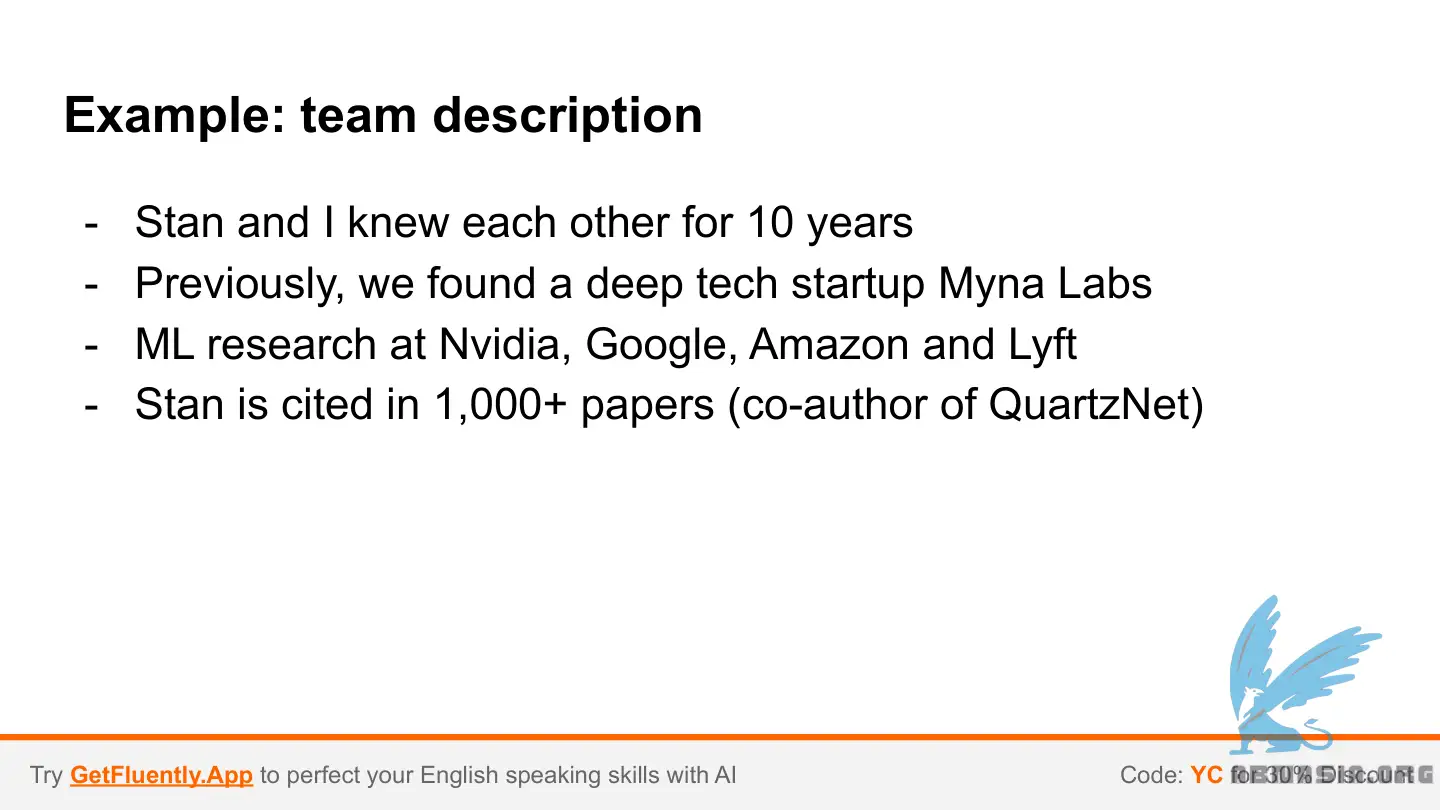 Example: team description
- Stan and I knew each other for 10 years
- Previously, we found a deep tech startup Myna Labs
- ML research at Nvidia, Google, Amazon and Lyft
- Stan is cited in 1,000+ papers (co-author of QuartzNet)
Try GetFluently.App to perfect your English speaking skills with AI
Code: YC for 30% Discount